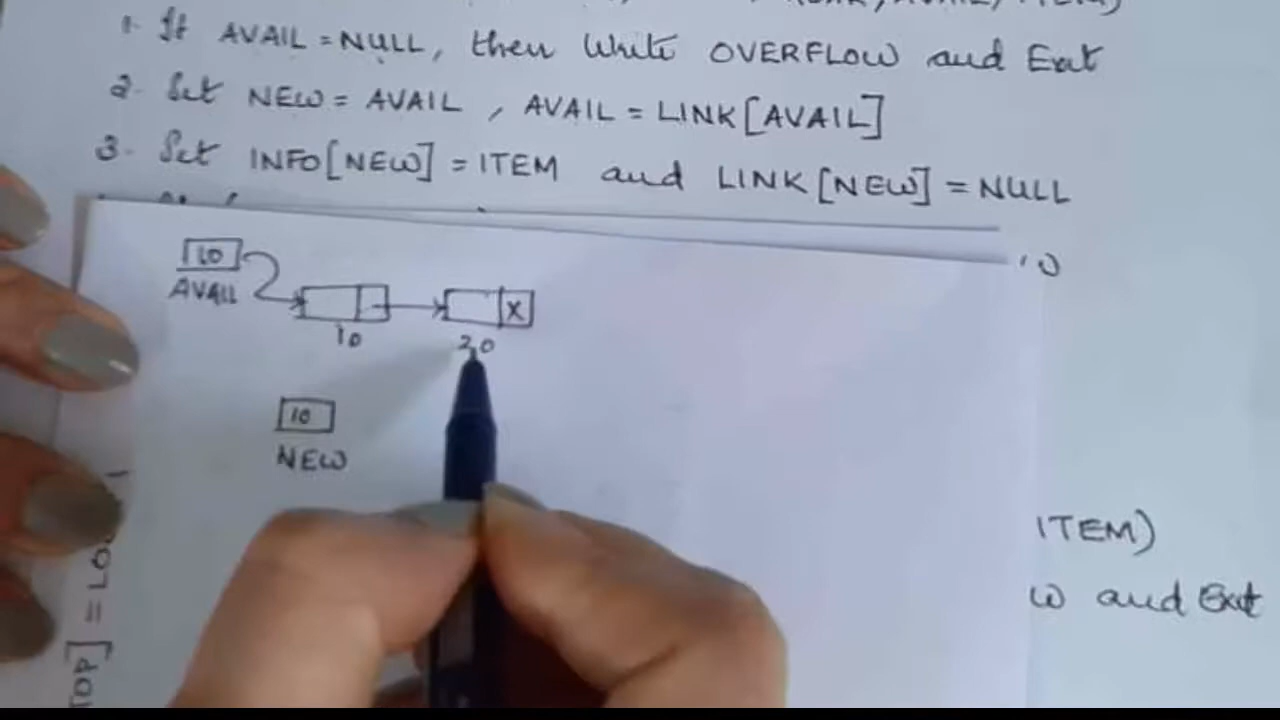 1. If AVAIL = NULL, then Write OVERFLOW and Exit
2. Set NEW = AVAIL, AVAIL = LINK[AVAIL]
3. Set INFO[NEW] = ITEM and LINK[NEW] = NULL
10
AVAIL
X
10
20
10
NEW
ITEM)
w and Exit
TOP] =